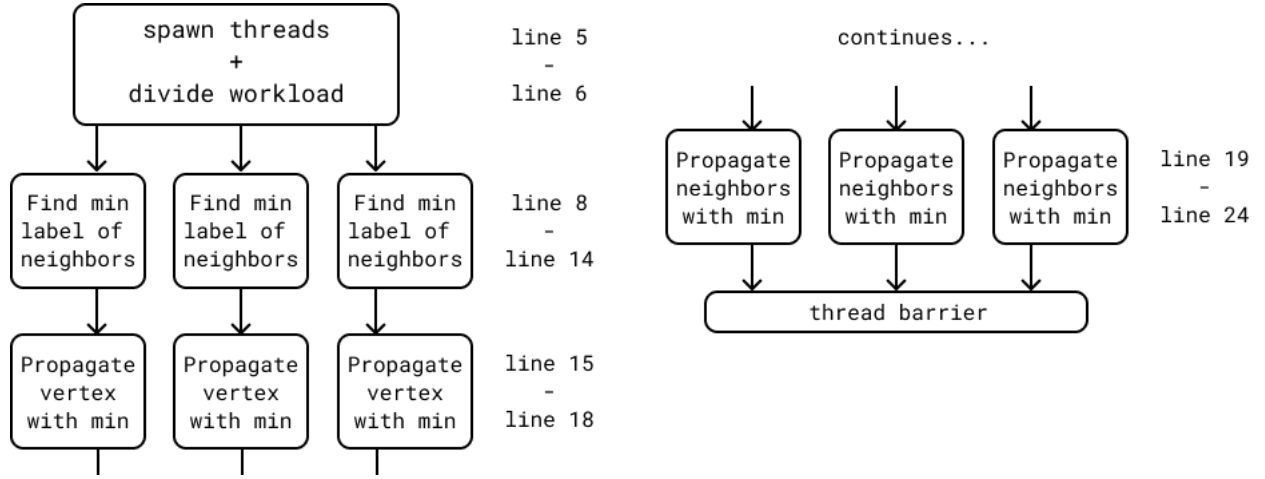 spawn threads
+
divide workload
line 5
-
line 6
Find min
label of
neighbors
Find min
label of
neighbors
Find min
label of
neighbors
line 8
-
line 14
Propagate
vertex
with min
Propagate
vertex
with min
Propagate
vertex
with min
line 15
-
line 18
continues...
Propagate
neighbors
with min
Propagate
neighbors
with min
Propagate
neighbors
with min
line 19
-
line 24
thread barrier